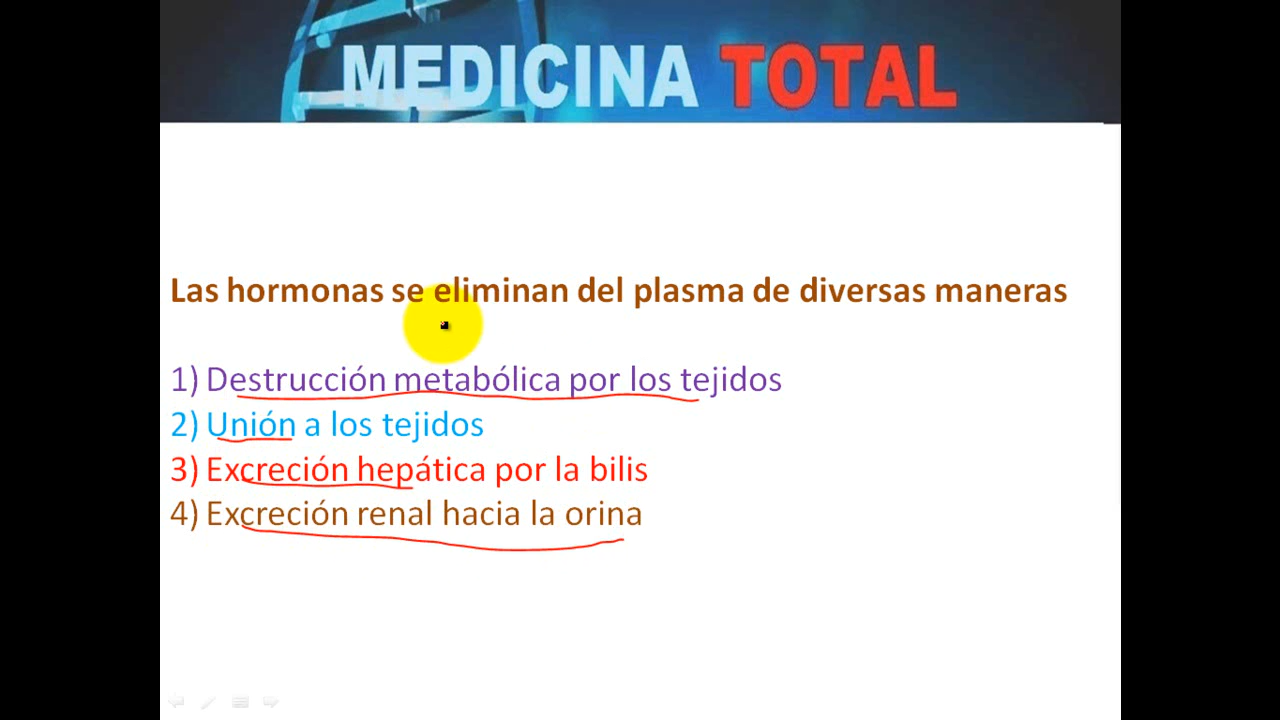 MEDICINA TOTAL
Las hormonas se eliminan del plasma de diversas maneras
1) Destrucción metabólica por los tejidos
2) Unión a los tejidos
3) Excreción hepática por la bilis
4) Excreción renal hacia la orina